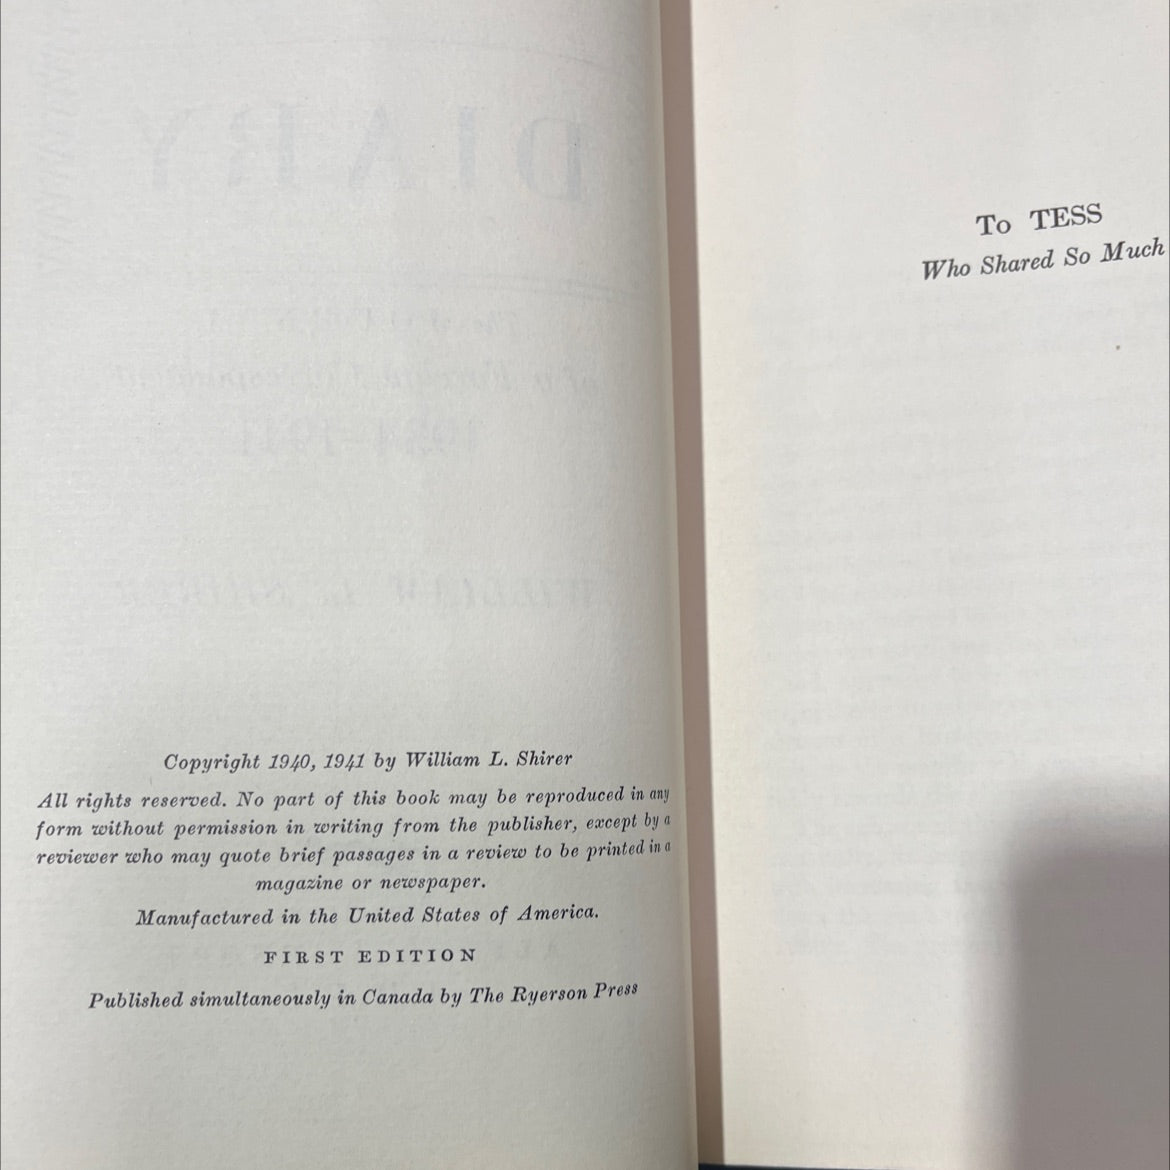 DIARY
WILLIAM L. SHIRER
Copyright 1940, 1941 by William L. Shirer
All rights reserved. No part of this book may be reproduced in any
form without permission in writing from the publisher, except by a
reviewer who may quote brief passages in a review to be printed in a
magazine or newspaper.
Manufactured in the United States of America.
FIRST EDITION
Published simultaneously in Canada by The Ryerson Press
To TESS
Who Shared So Much